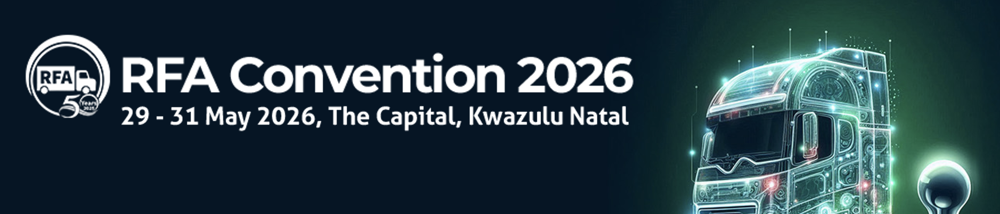 RFA
50 Years
2025
RFA Convention 2026
29 - 31 May 2026, The Capital, Kwazulu Natal